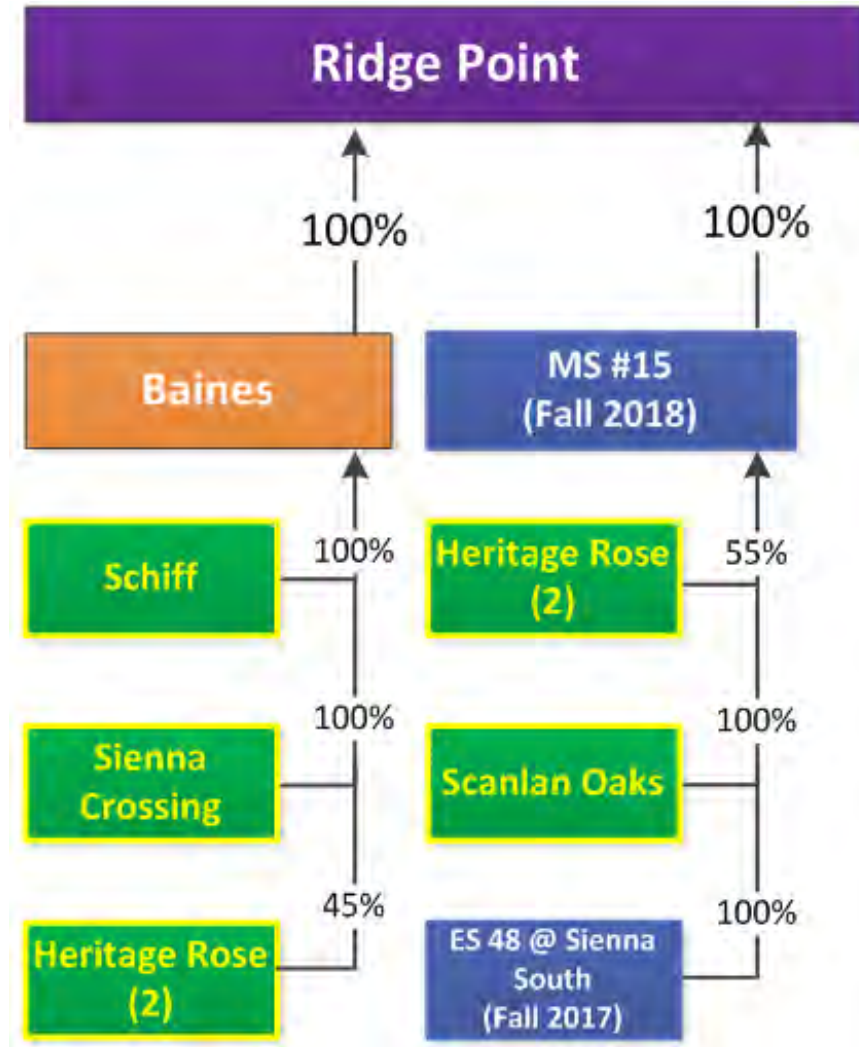 Ridge Point
100%
100%
Baines
MS #15
(Fall 2018)
Schiff
100%
Heritage Rose
(2)
55%
Sienna
Crossing
100%
Scanlan Oaks
100%
Heritage Rose
(2)
45%
ES 48 @ Sienna
South
(Fall 2017)
100%